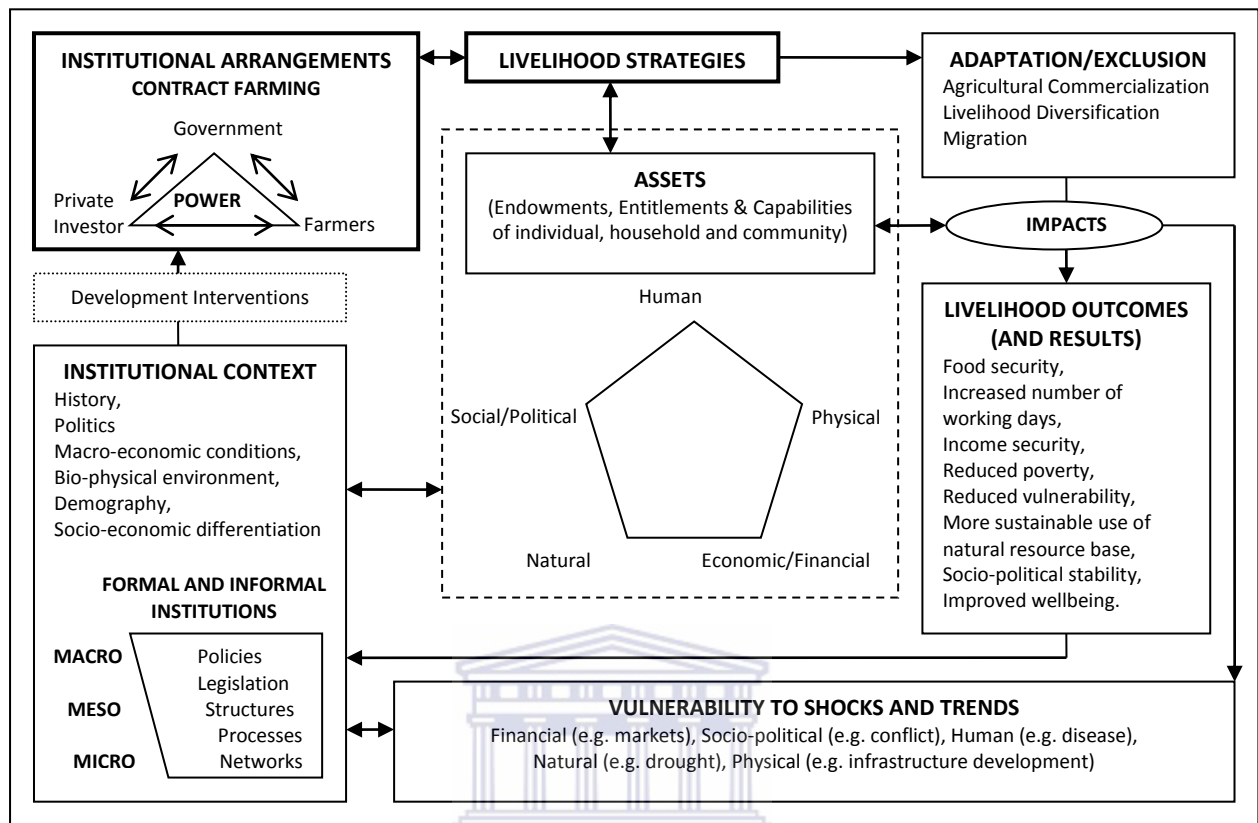 INSTITUTIONAL ARRANGEMENTS
CONTRACT FARMING
Government
Private
Investor
POWER
Farmers
LIVELIHOOD STRATEGIES
ADAPTATION/EXCLUSION
Agricultural Commercialization
Livelihood Diversification
Migration
ASSETS
(Endowments, Entitlements & Capabilities
of individual, household and community)
IMPACTS
Development Interventions
Human
Social/Political
Physical
Natural
Economic/Financial
LIVELIHOOD OUTCOMES
(AND RESULTS)
Food security,
Increased number of
working days,
Income security,
Reduced poverty,
Reduced vulnerability,
More sustainable use of
natural resource base,
Socio-political stability,
Improved wellbeing.
INSTITUTIONAL CONTEXT
History,
Politics
Macro-economic conditions,
Bio-physical environment,
Demography,
Socio-economic differentiation
FORMAL AND INFORMAL
INSTITUTIONS
MACRO
Policies
Legislation
MESO
Structures
Processes
MICRO
Networks
VULNERABILITY TO SHOCKS AND TRENDS
Financial (e.g. markets), Socio-political (e.g. conflict), Human (e.g. disease),
Natural (e.g. drought), Physical (e.g. infrastructure development)